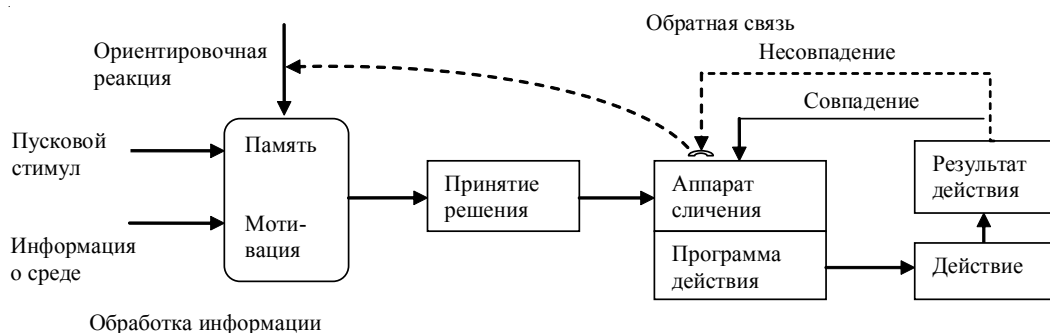 Обратная связь
Ориентировочная
реакция
Несовпадение
Совпадение
Пусковой
стимул
Память
Принятие
решения
Аппарат
сличения
Результат
действия
Моти-
вация
Информация
о среде
Программа
действия
Действие
Обработка информации